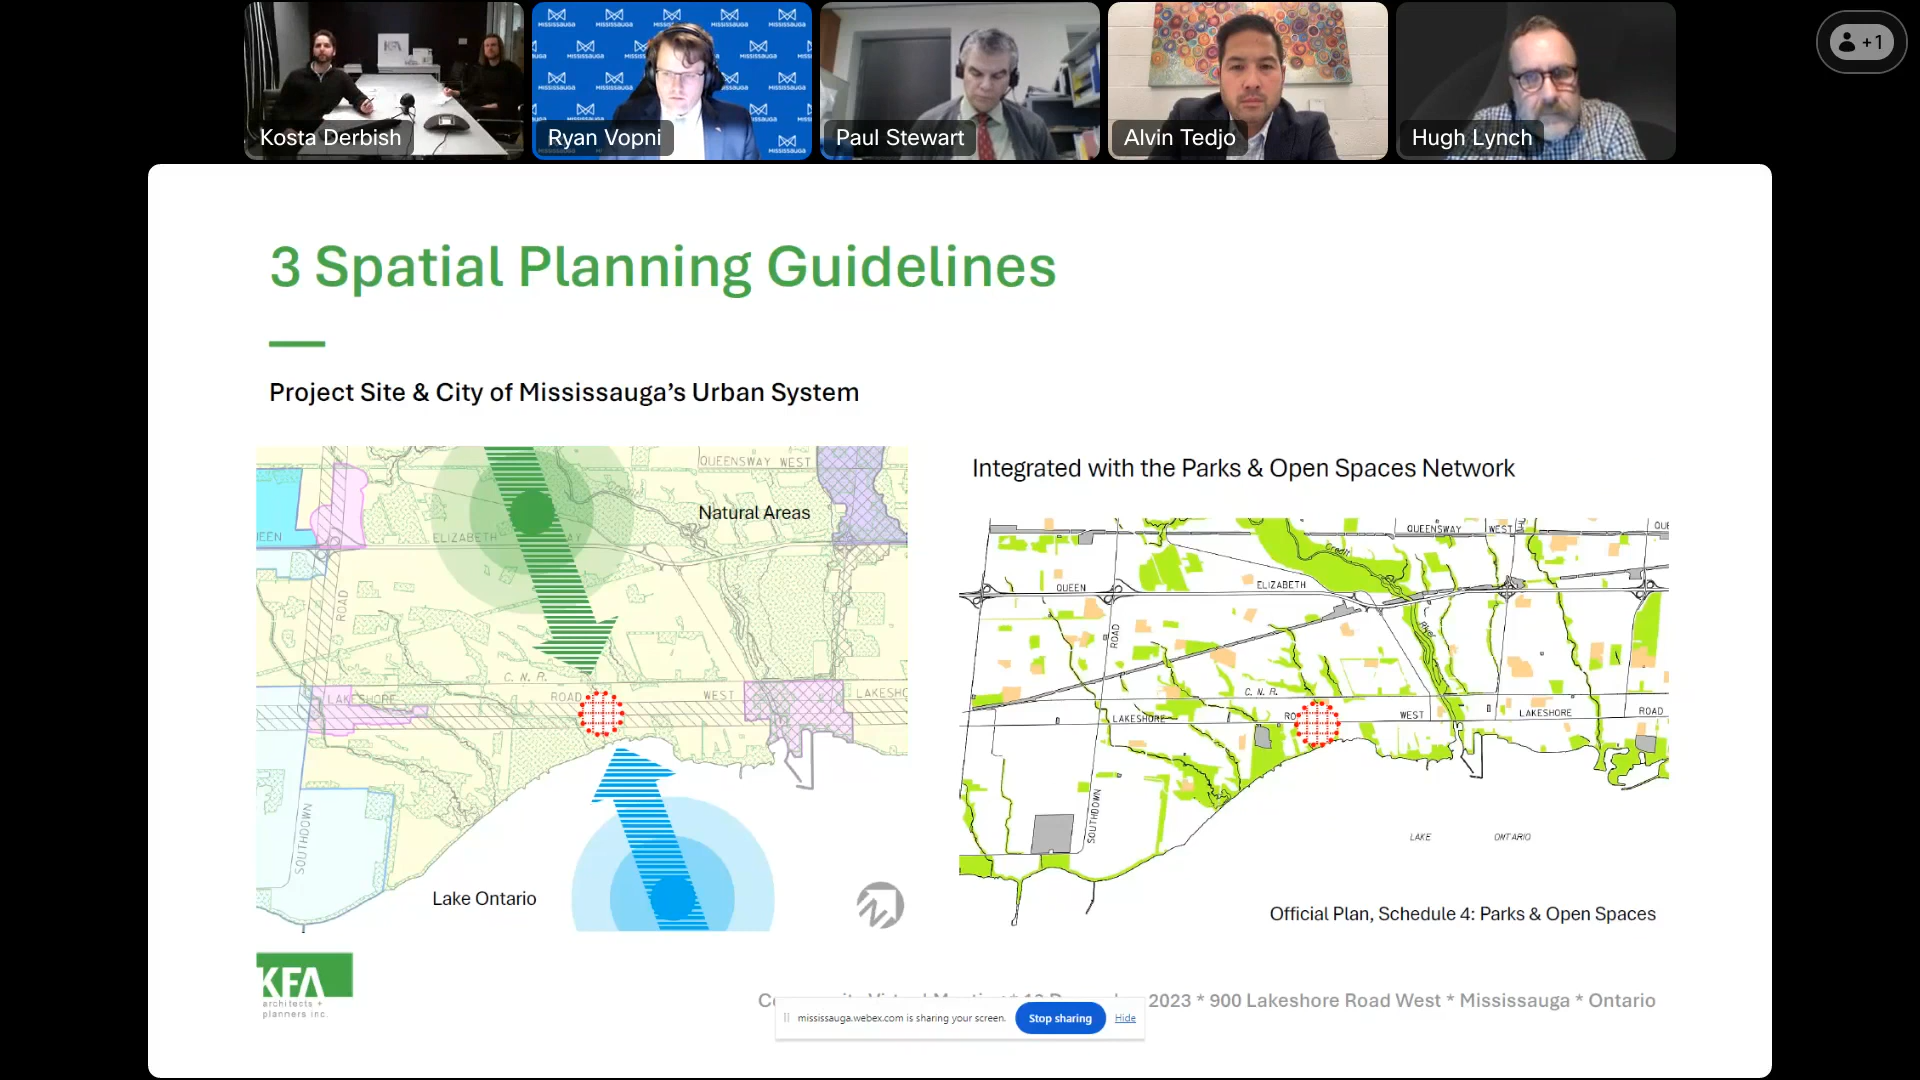 Kosta Derbish
Ryan Vopni
Paul Stewart
Alvin Tedjo
Hugh Lynch
+1
3 Spatial Planning Guidelines
Project Site & City of Mississauga's Urban System
Integrated with the Parks & Open Spaces Network
QUEENSWAY WEST
Natural Areas
ELIZABETH
ROAD
C. N. R.
LAKESHORE
ROAD
WEST
SOUTHDOWN
Lake Ontario
QUEENSWAY WEST
Credit
QUEEN
ELIZABETH
ROAD
River
C. N. R.
LAKESHORE
WEST
LAKESHORE
ROAD
SOUTHDOWN
LAKE ONTARIO
Official Plan, Schedule 4: Parks & Open Spaces
KFA
architects +
planners inc.
2023 * 900 Lakeshore Road West * Mississauga * Ontario
mississauga.webex.com is sharing your screen.
Stop sharing
Hide